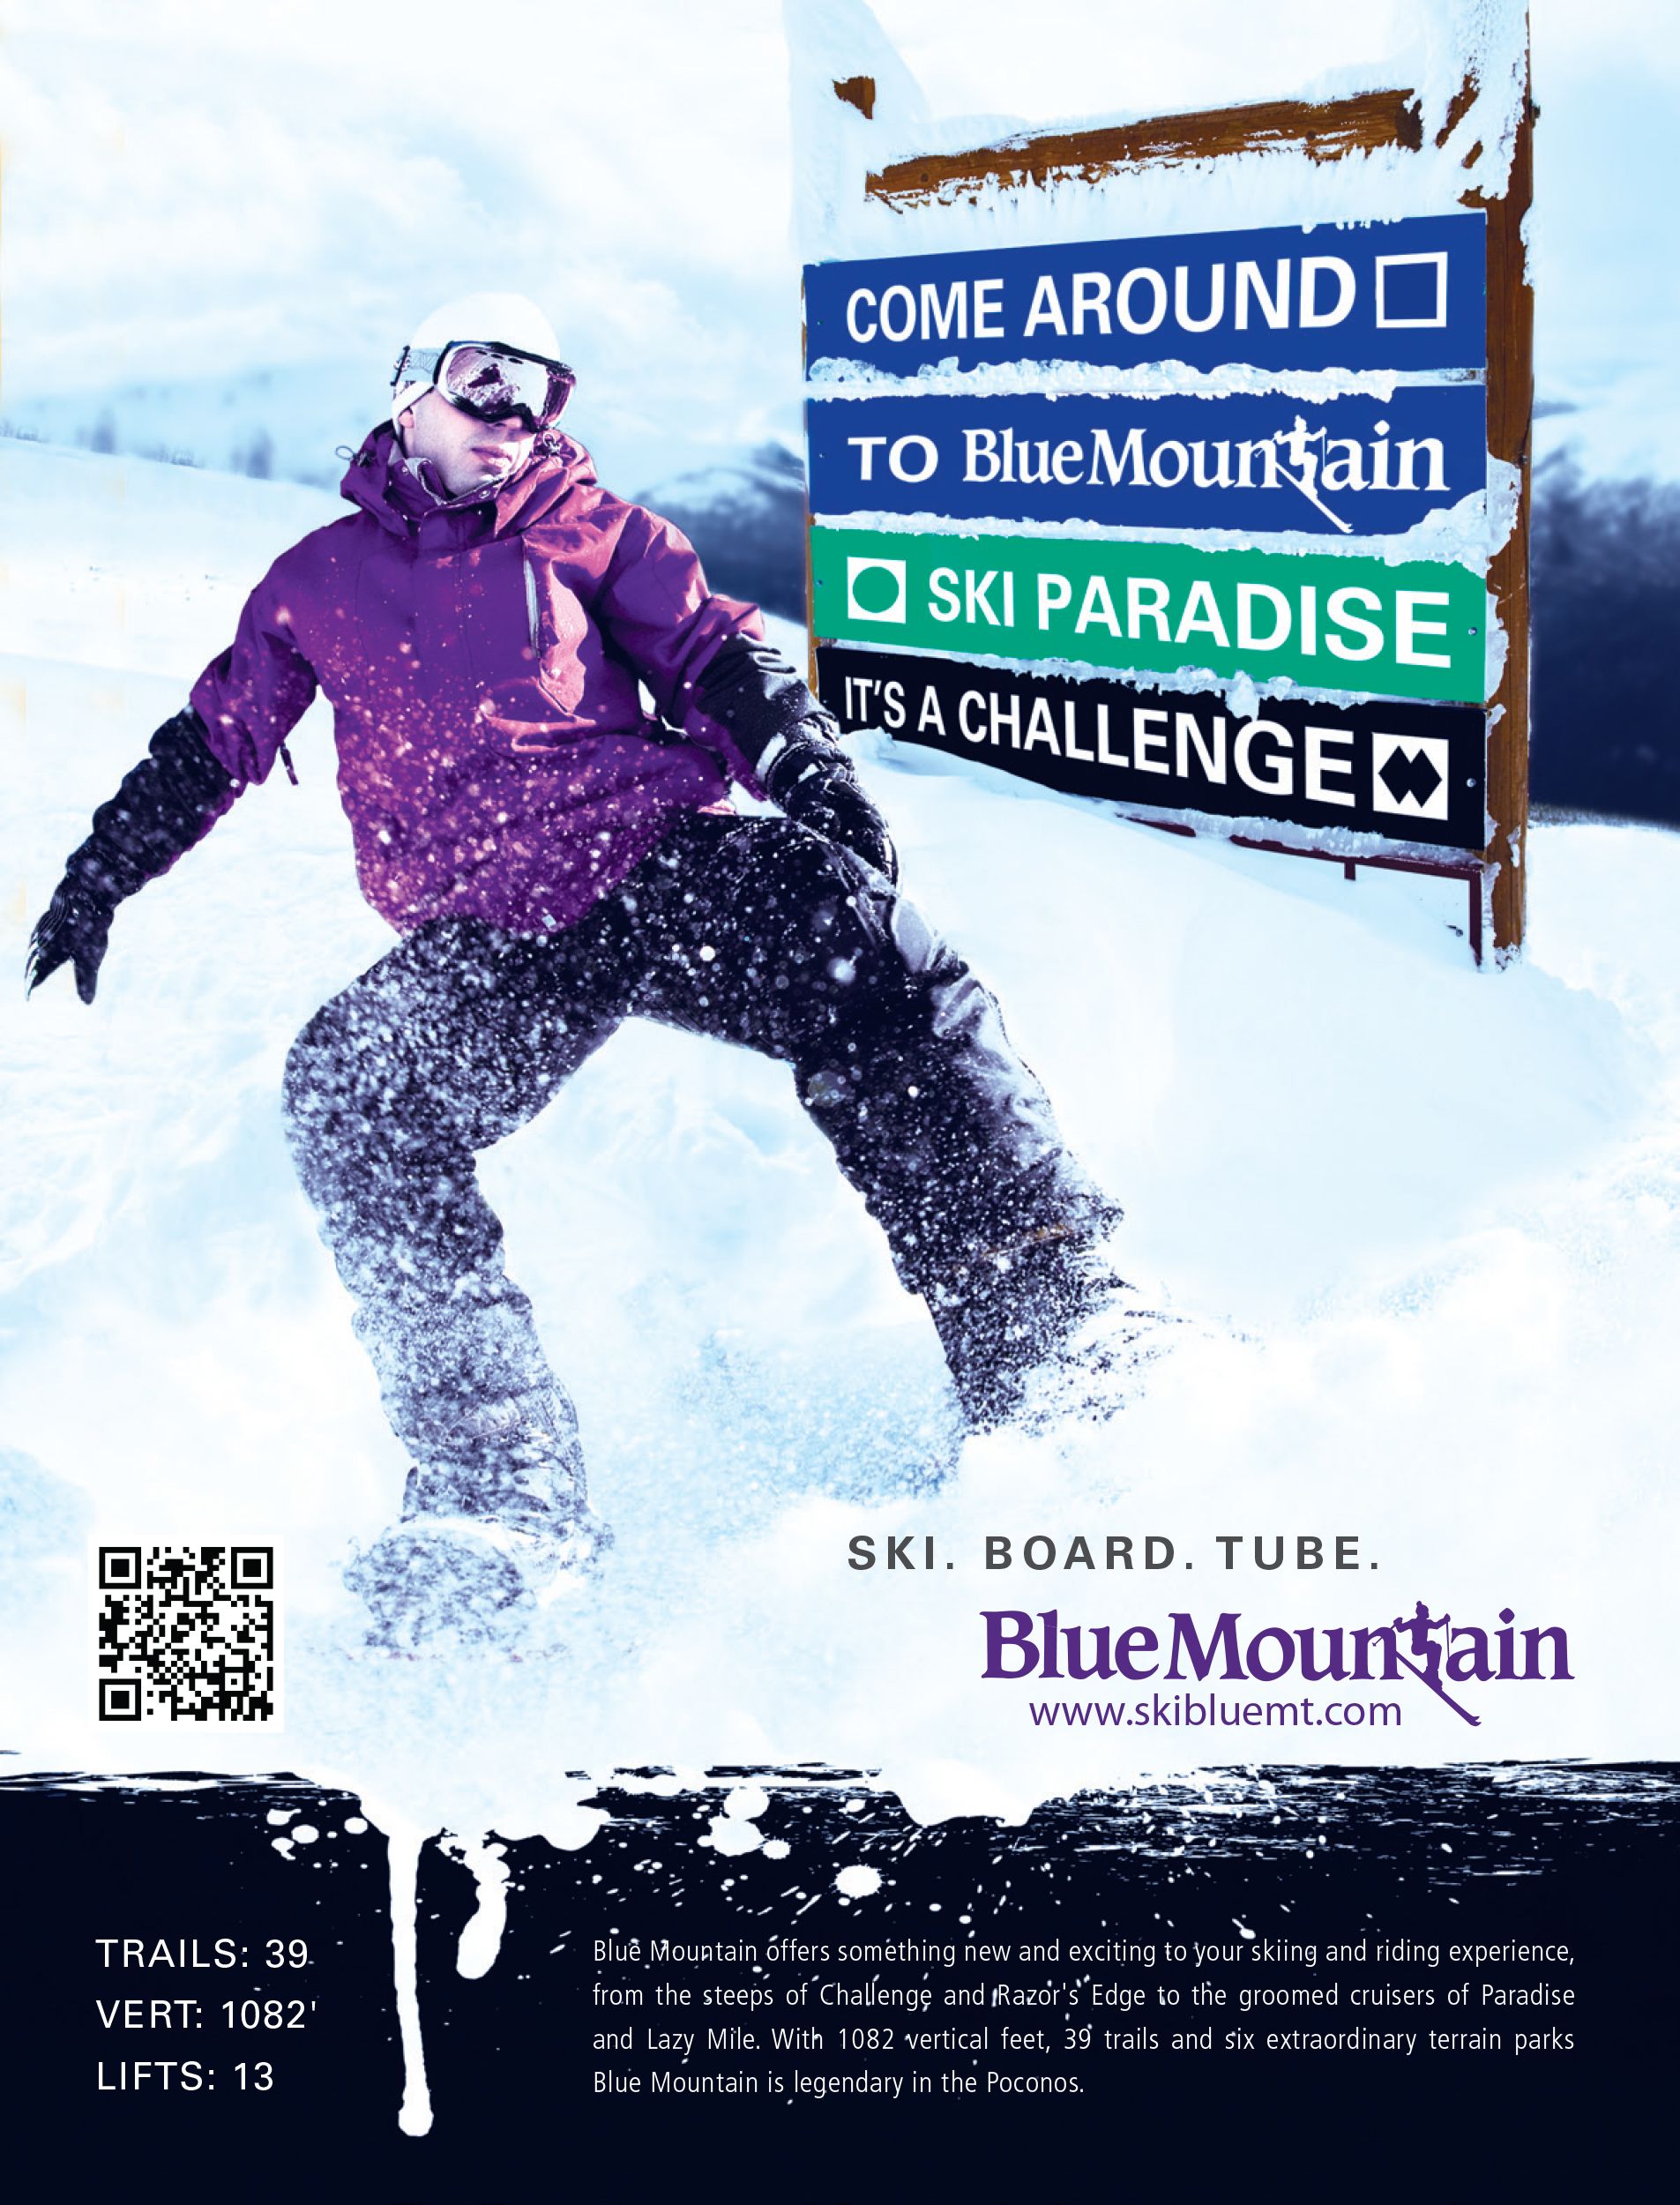 COME AROUND
TO BlueMountain
SKI PARADISE
IT'S A CHALLENGE
SKI. BOARD. TUBE.
BlueMountain
www.skibluemt.com
TRAILS: 39
VERT: 1082'
LIFTS: 13
Blue Mountain offers something new and exciting to your skiing and riding experience,
from the steeps of Challenge and Razor's Edge to the groomed cruisers of Paradise
and Lazy Mile. With 1082 vertical feet, 39 trails and six extraordinary terrain parks
Blue Mountain is legendary in the Poconos.